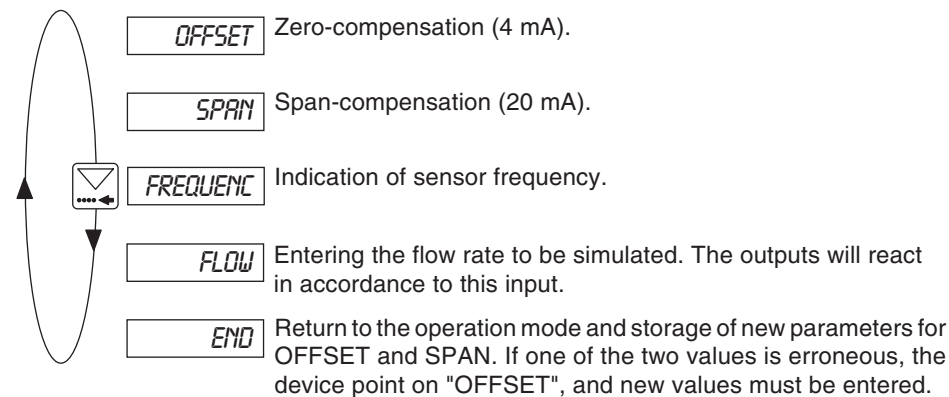 OFFSET Zero-compensation (4 mA).
SPAN Span-compensation (20 mA).
FREQUENC Indication of sensor frequency.
FLOW Entering the flow rate to be simulated. The outputs will react
in accordance to this input.
END Return to the operation mode and storage of new parameters for
OFFSET and SPAN. If one of the two values is erroneous, the
device point on "OFFSET", and new values must be entered.